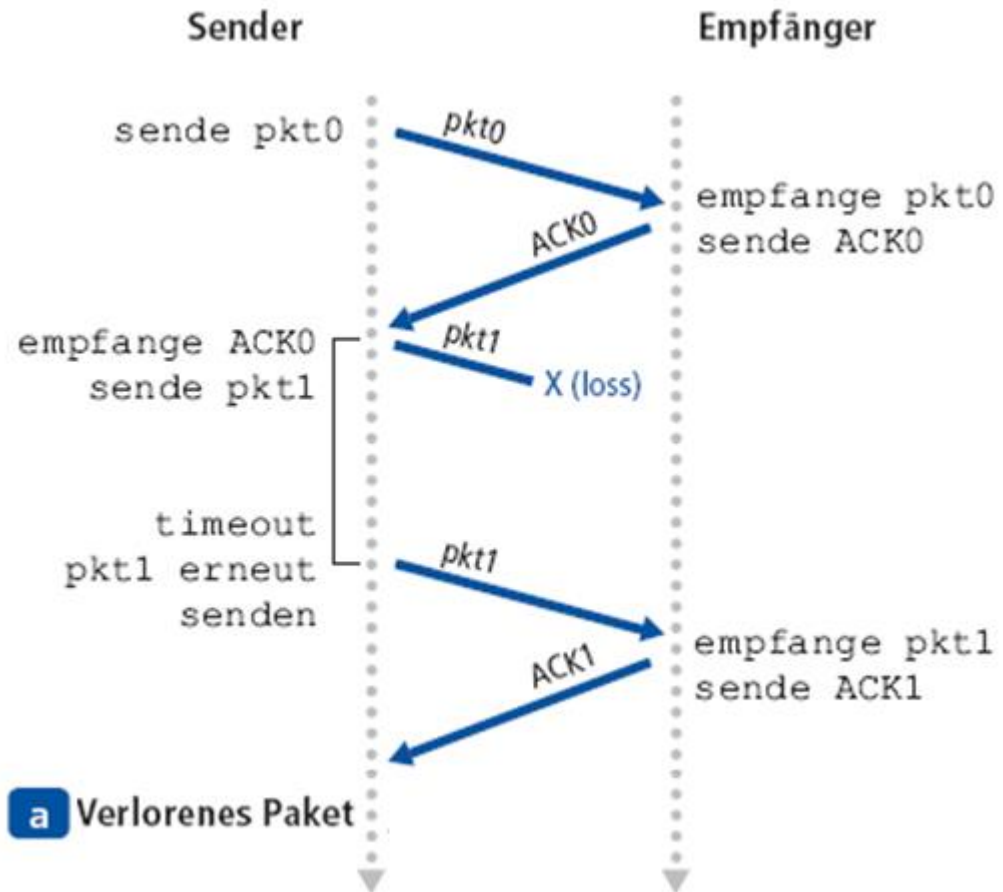 Sender
Empfänger
sende pkt0
pkt0
empfange pkt0
sende ACK0
ACK0
empfange ACK0
sende pkt1
pkt1
X (loss)
timeout
pkt1 erneut
senden
pkt1
empfange pkt1
sende ACK1
ACK1
a Verlorenes Paket